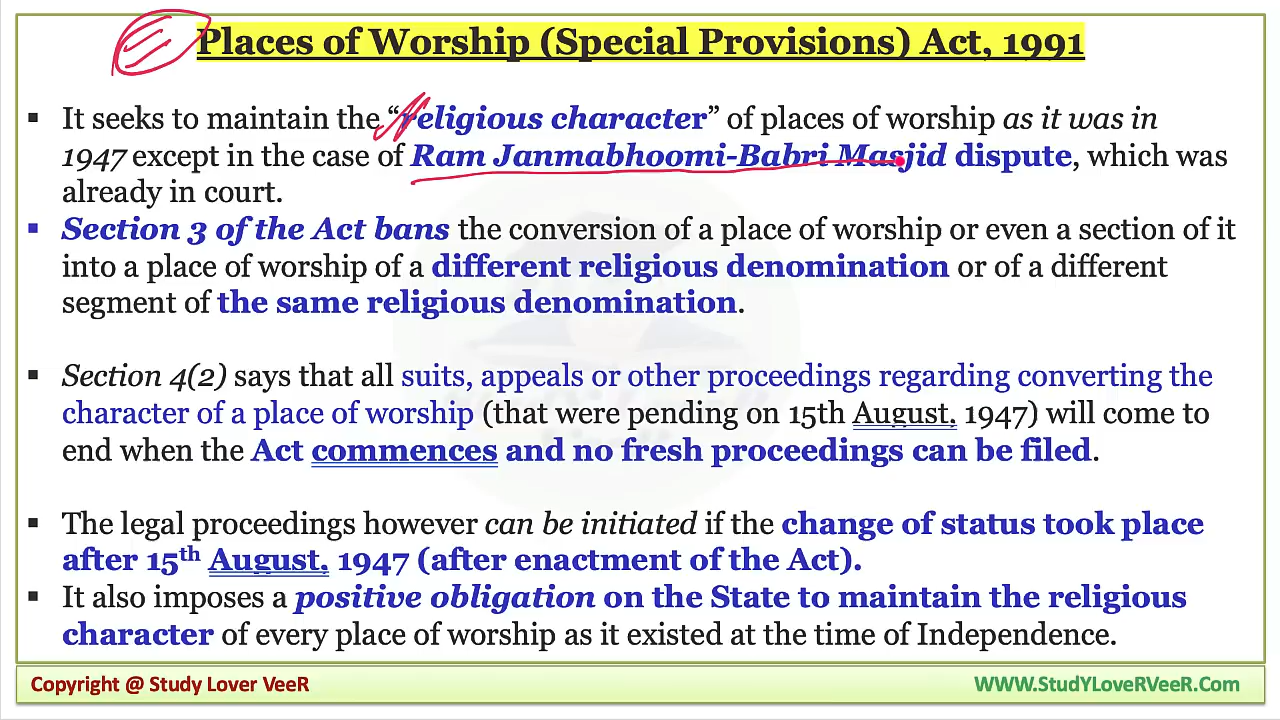 Places of Worship (Special Provisions) Act, 1991
▪ It seeks to maintain the “religious character” of places of worship as it was in
1947 except in the case of Ram Janmabhoomi-Babri Masjid dispute, which was
already in court.
▪ Section 3 of the Act bans the conversion of a place of worship or even a section of it
into a place of worship of a different religious denomination or of a different
segment of the same religious denomination.
▪ Section 4(2) says that all suits, appeals or other proceedings regarding converting the
character of a place of worship (that were pending on 15th August, 1947) will come to
end when the Act commences and no fresh proceedings can be filed.
▪ The legal proceedings however can be initiated if the change of status took place
after 15th August, 1947 (after enactment of the Act).
▪ It also imposes a positive obligation on the State to maintain the religious
character of every place of worship as it existed at the time of Independence.
Copyright @ Study Lover VeeR
WWW.StudYLoveRVeeR.Com